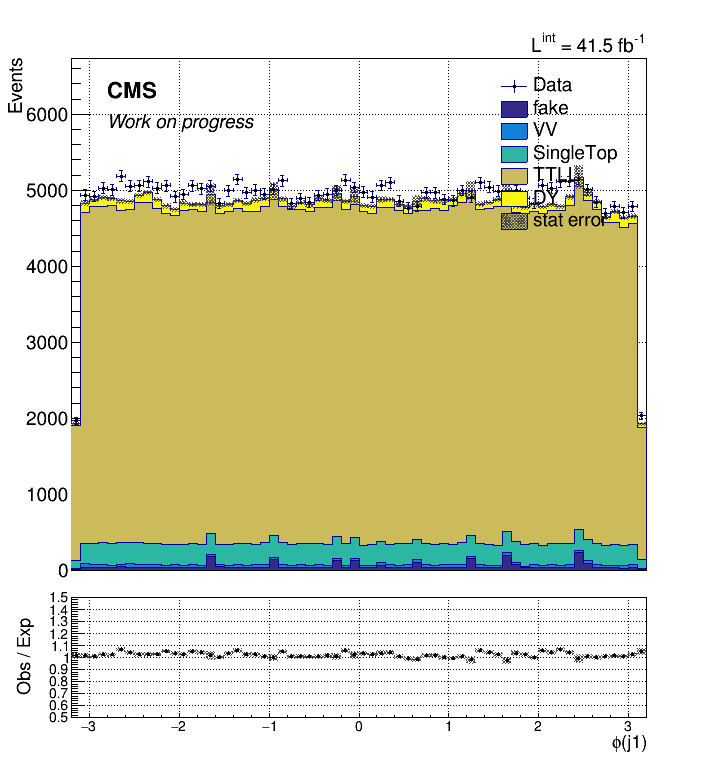 L^int = 41.5 fb^-1
Events
CMS
Work on progress
Data
fake
VV
SingleTop
DY
stat error
6000
5000
4000
3000
2000
1000
0
Obs / Exp
1.5
1.4
1.3
1.2
1.1
1
0.9
0.8
0.7
0.6
0.5
−3 −2 −1 0 1 2 3
ϕ(j1)